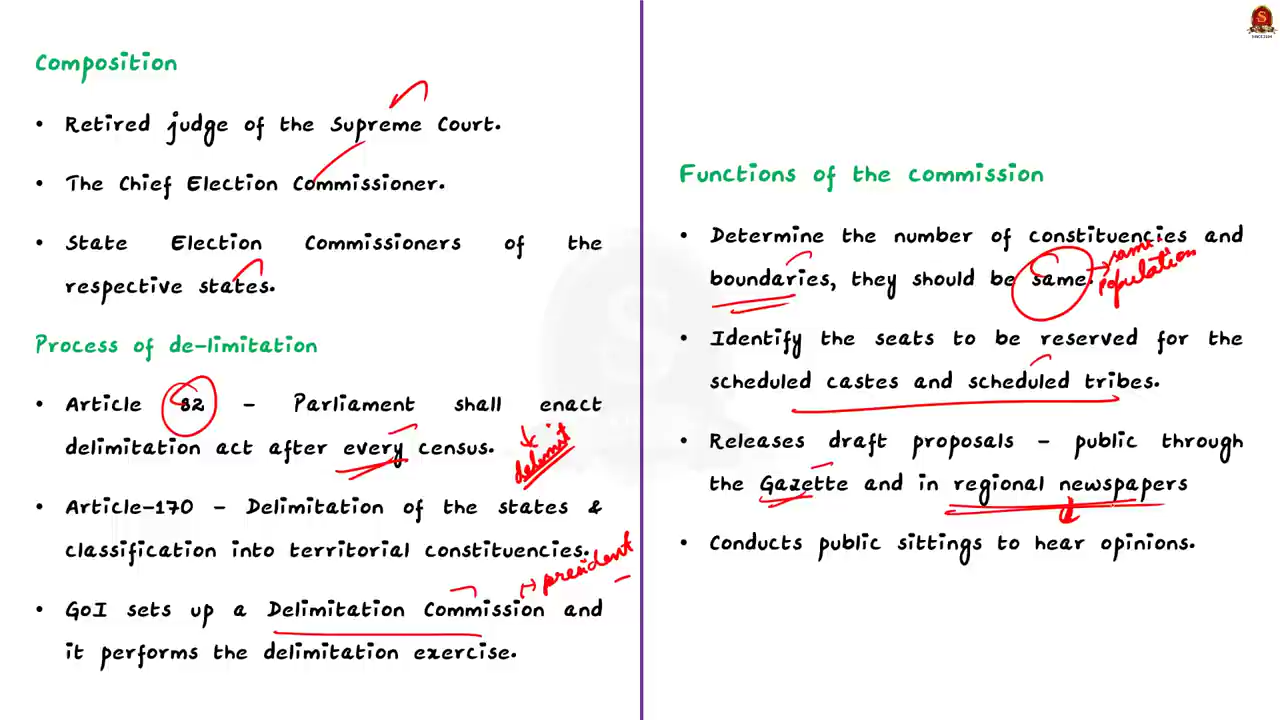 Composition
• Retired judge of the Supreme Court.
• The Chief Election Commissioner.
• State Election Commissioners of the
respective states.
Process of de-limitation
• Article 82 - Parliament shall enact
delimitation act after every census.
delimit
• Article-170 - Delimitation of the states &
classification into territorial constituencies.
→ president
• GoI sets up a Delimitation Commission and
it performs the delimitation exercise.
Functions of the commission
• Determine the number of constituencies and
boundaries, they should be same.
→ same
population
• Identify the seats to be reserved for the
scheduled castes and scheduled tribes.
• Releases draft proposals - public through
the Gazette and in regional newspapers
• Conducts public sittings to hear opinions.